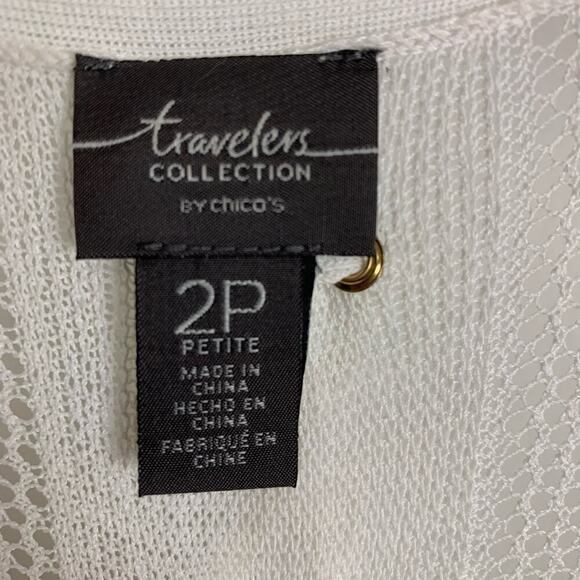 travelers
COLLECTION
BY chico's
2P
PETITE
MADE IN
CHINA
HECHO EN
CHINA
FABRIQUÉ EN
CHINE